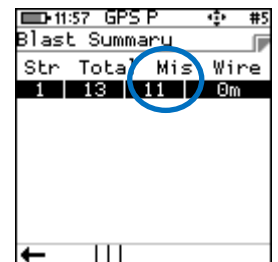 11:57 GPS P #5
Blast Summary
Str Total Mis Wire
1 13 11 0m